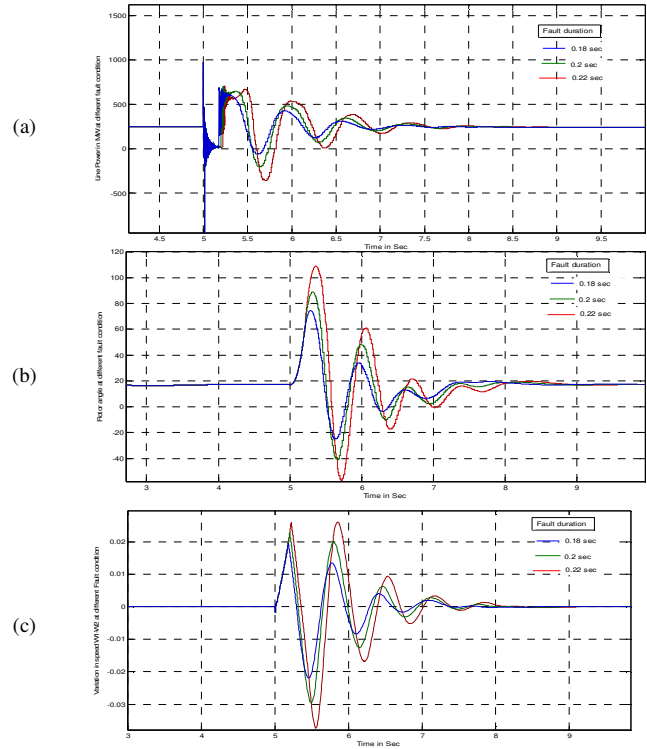 (a)
Line Power in MW at different fault condition
1500
1000
500
0
-500
Fault duration
0.18 sec
0.2 sec
0.22 sec
4.5 5 5.5 6 6.5 7 7.5 8 8.5 9 9.5
Time in Sec
(b)
Rotor angle at different fault condition
120
100
80
60
40
20
0
-20
-40
Fault duration
0.18 sec
0.2 sec
0.22 sec
3 4 5 6 7 8 9
Time in Sec
(c)
Variation in speed W1-W2 at different Fault condition
0.02
0.01
0
-0.01
-0.02
-0.03
Fault duration
0.18 sec
0.2 sec
0.22 sec
3 4 5 6 7 8 9
Time in Sec